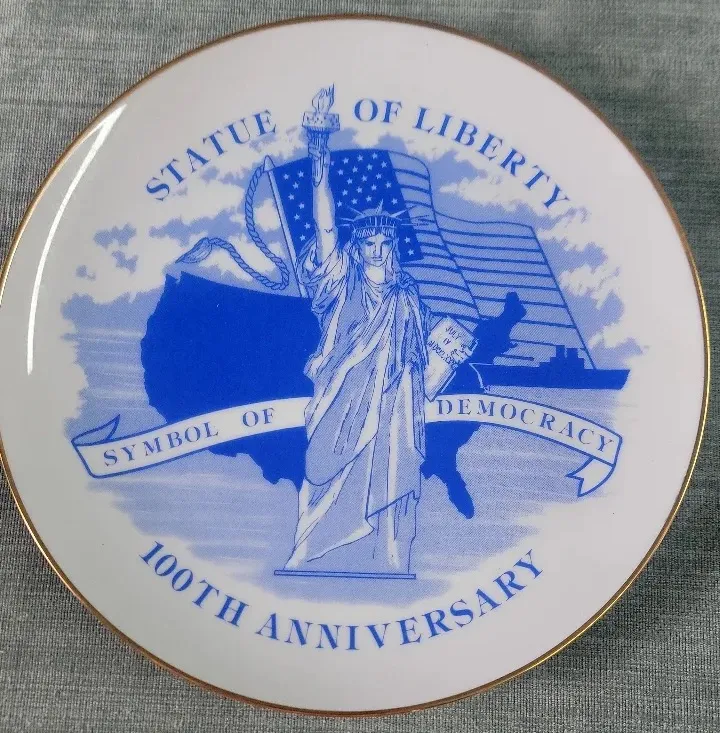 STATUE OF LIBERTY
SYMBOL OF DEMOCRACY
100TH ANNIVERSARY